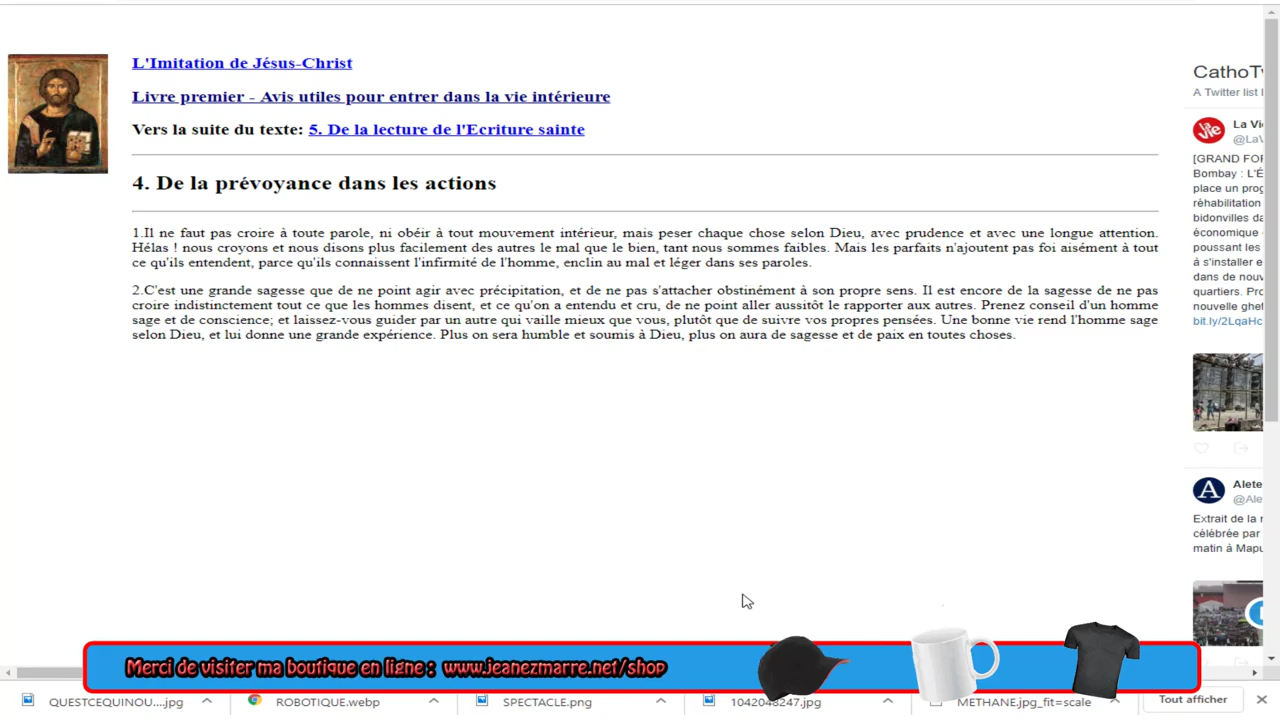 L'Imitation de Jésus-Christ
Livre premier - Avis utiles pour entrer dans la vie intérieure
Vers la suite du texte: 5. De la lecture de l'Ecriture sainte
4. De la prévoyance dans les actions
1.Il ne faut pas croire à toute parole, ni obéir à tout mouvement intérieur, mais peser chaque chose selon Dieu, avec prudence et avec une longue attention.
Hélas ! nous croyons et nous disons plus facilement des autres le mal que le bien, tant nous sommes faibles. Mais les parfaits n'ajoutent pas foi aisément à tout
ce qu'ils entendent, parce qu'ils connaissent l'infirmité de l'homme, enclin au mal et léger dans ses paroles.
2.C'est une grande sagesse que de ne point agir avec précipitation, et de ne pas s'attacher obstinément à son propre sens. Il est encore de la sagesse de ne pas
croire indistinctement tout ce que les hommes disent, et ce qu'on a entendu et cru, de ne point aller aussitôt le rapporter aux autres. Prenez conseil d'un homme
sage et de conscience; et laissez-vous guider par un autre qui vaille mieux que vous, plutôt que de suivre vos propres pensées. Une bonne vie rend l'homme sage
selon Dieu, et lui donne une grande expérience. Plus on sera humble et soumis à Dieu, plus on aura de sagesse et de paix en toutes choses.
CathoTw
A Twitter list
La Vie
@LaV
[GRAND FOR
Bombay : L'É
place un prog
réhabilitation
bidonvilles da
économique
poussant les
à s'installer e
dans de nouv
quartiers. Pro
nouvelle ghet
bit.ly/2LqaHc
Alete
@Ale
Extrait de la
célébrée par
matin à Mapu
Merci de visiter ma boutique en ligne : www.jeanezmarre.net/shop
QUESTCEQUINOU....jpg
ROBOTIQUE.webp
SPECTACLE.png
1042048247.jpg
METHANE.jpg_fit=scale
Tout afficher